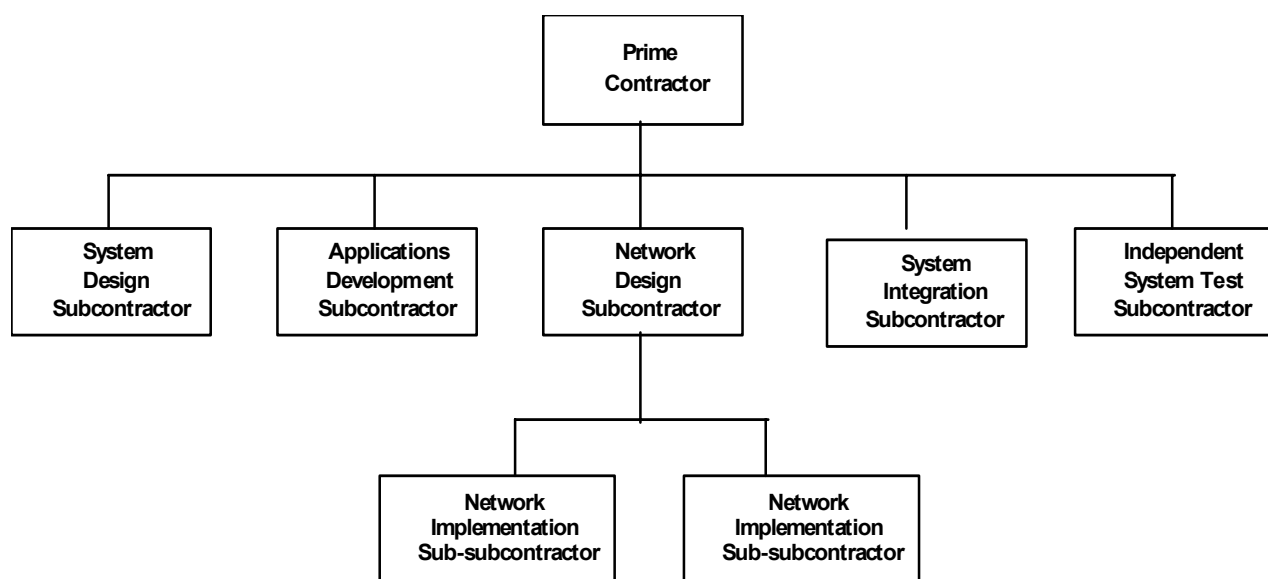 Prime
Contractor
System
Design
Subcontractor
Applications
Development
Subcontractor
Network
Design
Subcontractor
System
Integration
Subcontractor
Independent
System Test
Subcontractor
Network
Implementation
Sub-subcontractor
Network
Implementation
Sub-subcontractor